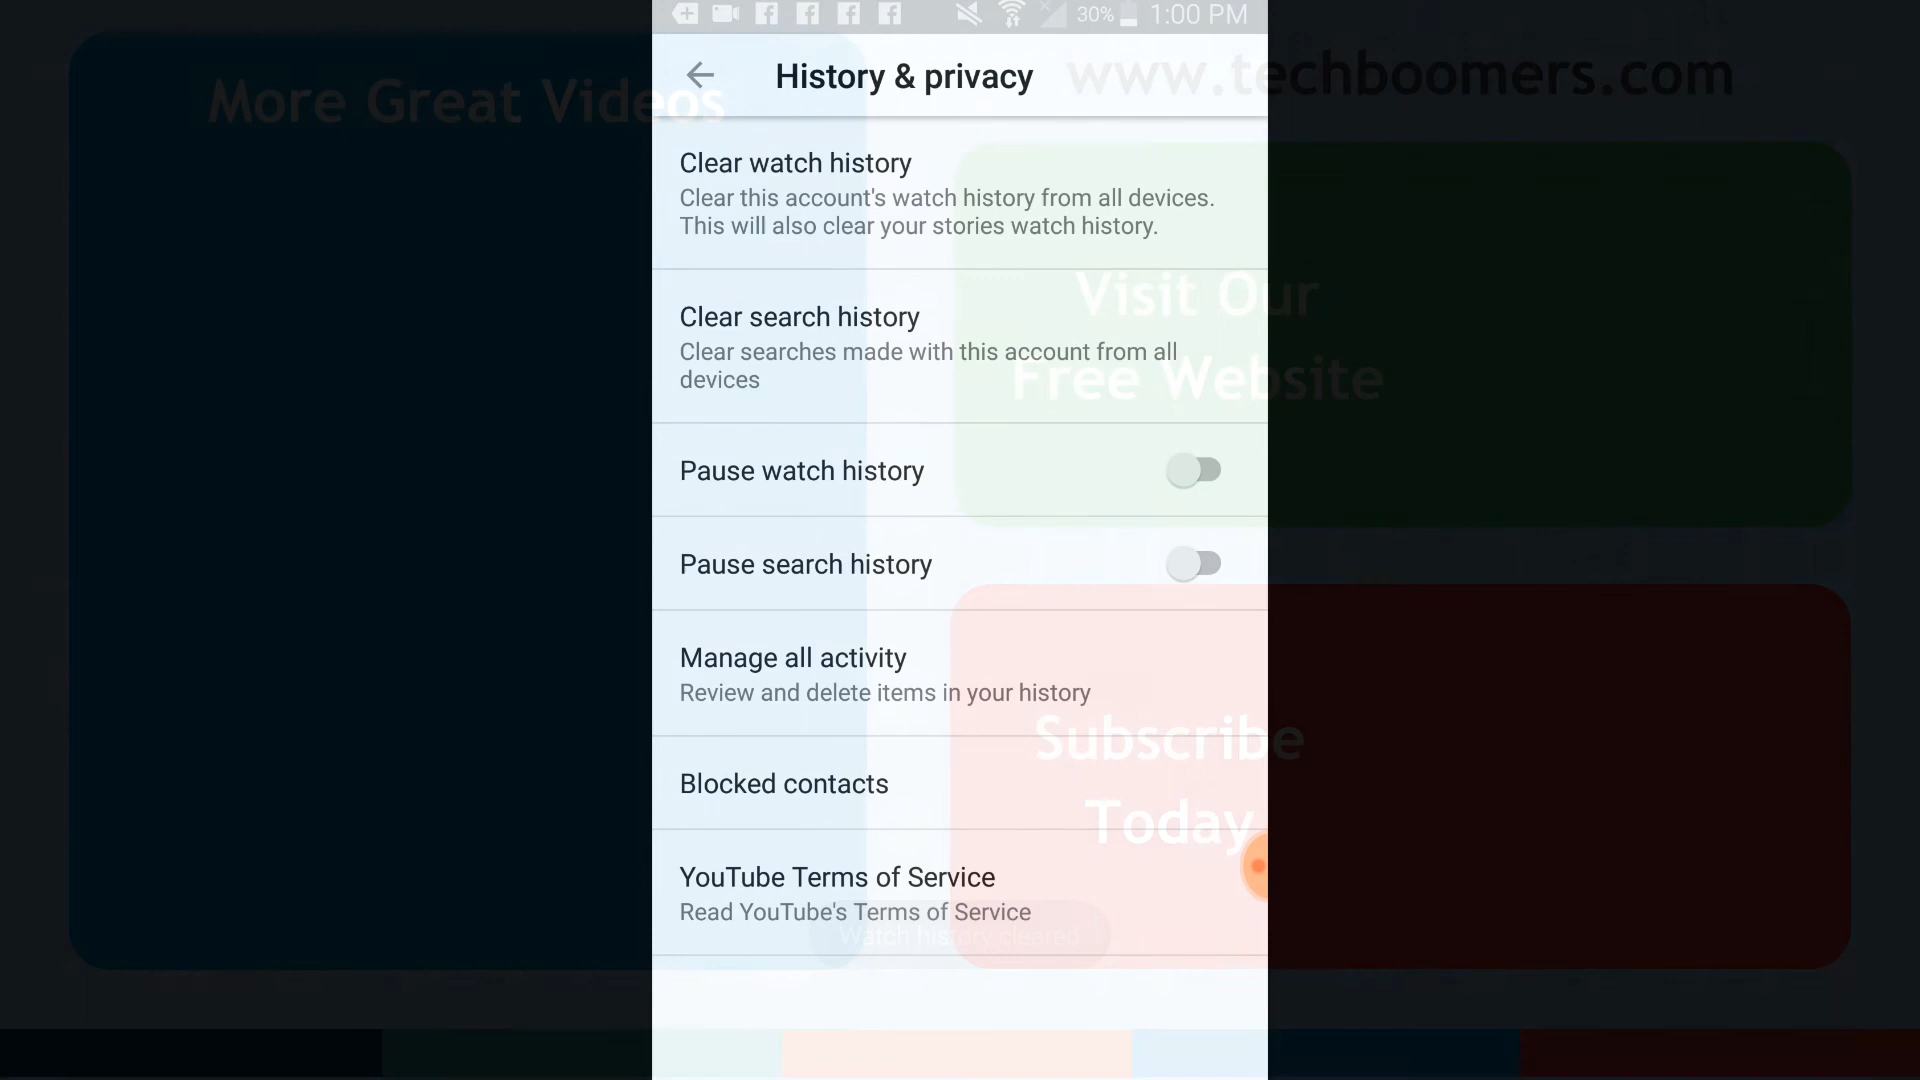 30% 1:00 PM
History & privacy
www.techboomers.com
More Great Videos
Clear watch history
Clear this account's watch history from all devices.
This will also clear your stories watch history.
Visit Our
Clear search history
Clear searches made with this account from all
devices
Free Website
Pause watch history
Pause search history
Manage all activity
Review and delete items in your history
Subscribe
Blocked contacts
Today
YouTube Terms of Service
Read YouTube's Terms of Service
Watch history cleared